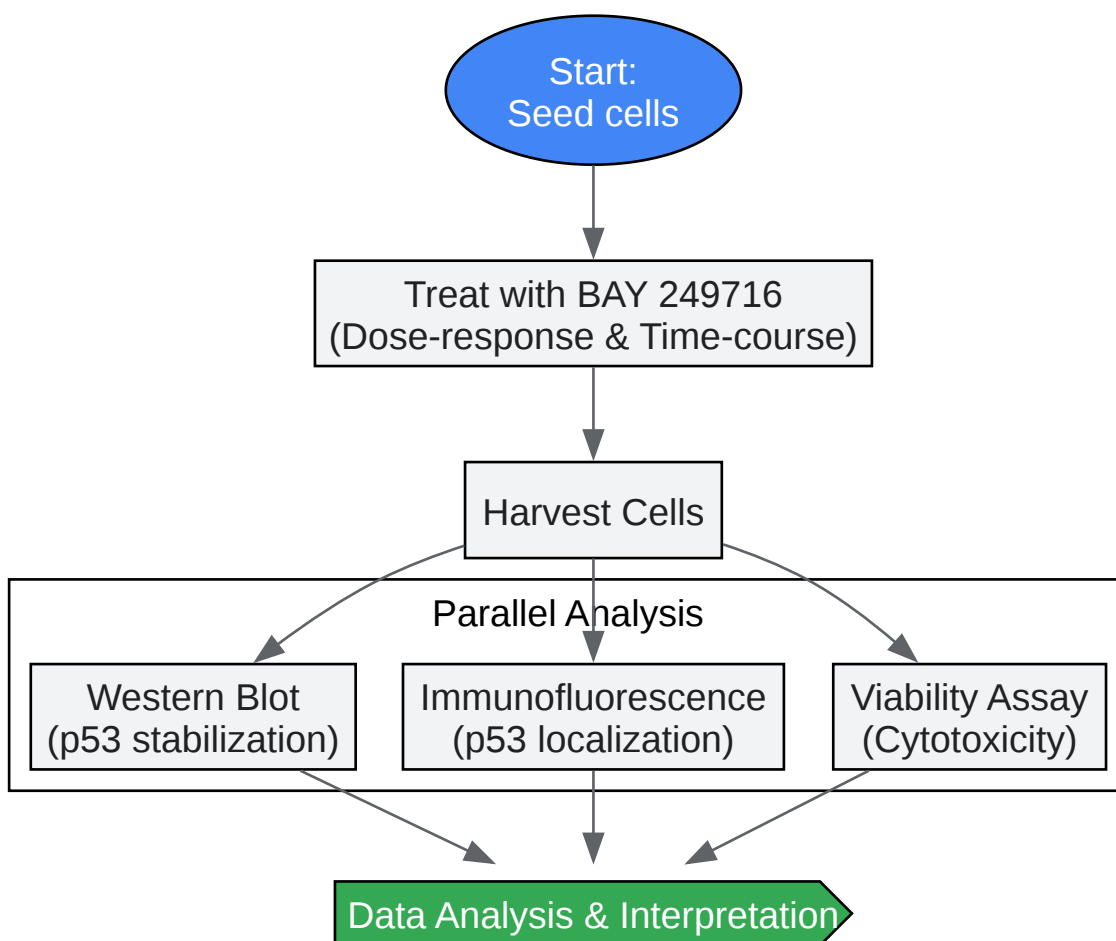 Start:
Seed cells
Treat with BAY 249716
(Dose-response & Time-course)
Harvest Cells
Parallel Analysis
Western Blot
(p53 stabilization)
Immunofluorescence
(p53 localization)
Viability Assay
(Cytotoxicity)
Data Analysis & Interpretation